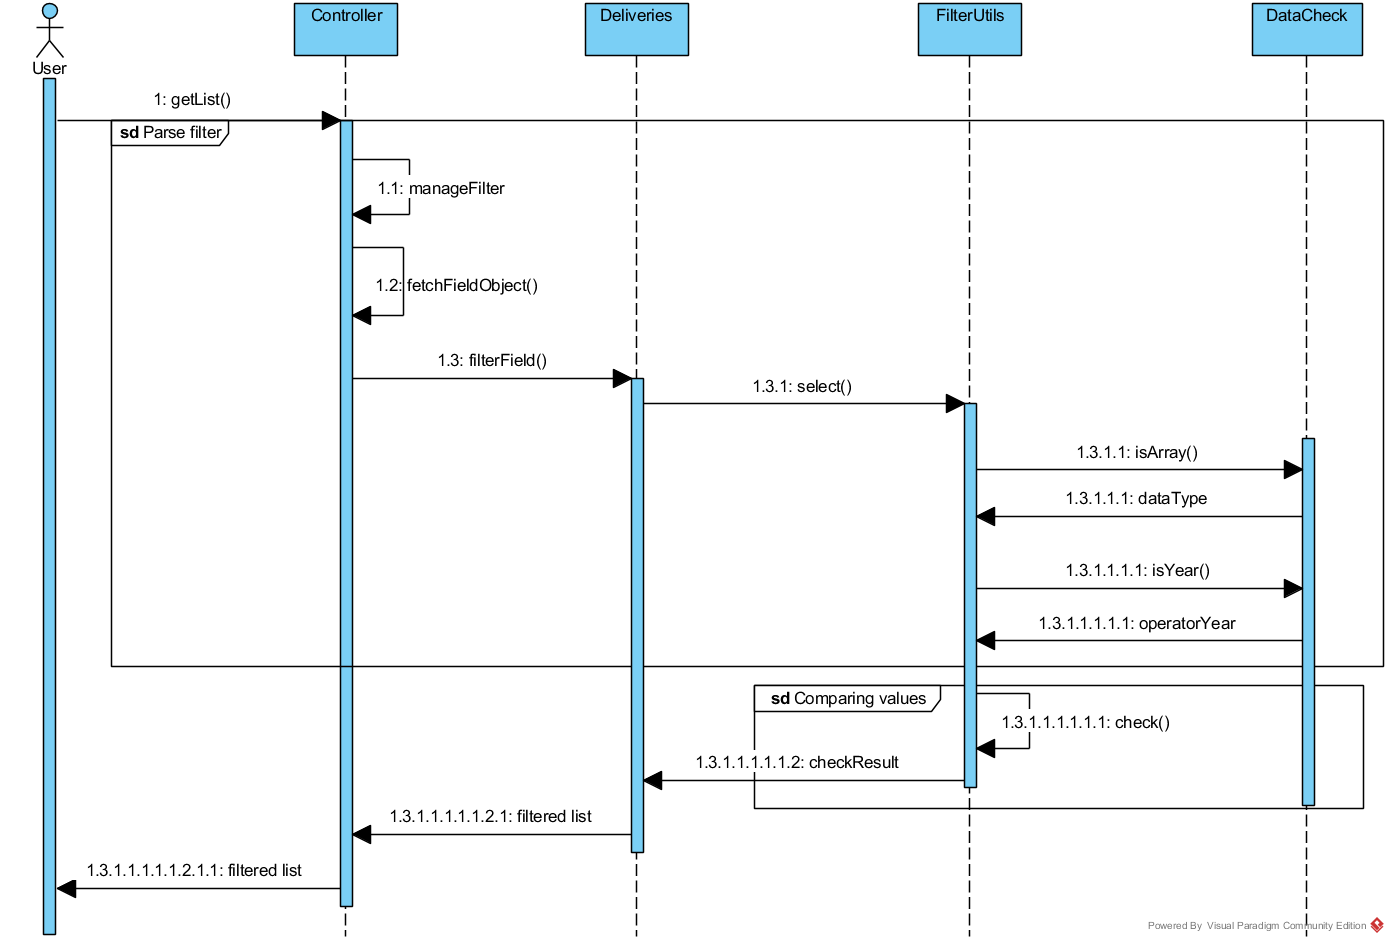 Controller
Deliveries
FilterUtils
DataCheck
User
1: getList()
sd Parse filter
1.1: manageFilter
1.2: fetchFieldObject()
1.3: filterField()
1.3.1: select()
1.3.1.1: isArray()
1.3.1.1.1: dataType
1.3.1.1.1.1: isYear()
1.3.1.1.1.1.1: operatorYear
sd Comparing values
1.3.1.1.1.1.1.1: check()
1.3.1.1.1.1.1.2: checkResult
1.3.1.1.1.1.1.2.1: filtered list
1.3.1.1.1.1.1.2.1.1: filtered list
Powered By Visual Paradigm Community Edition